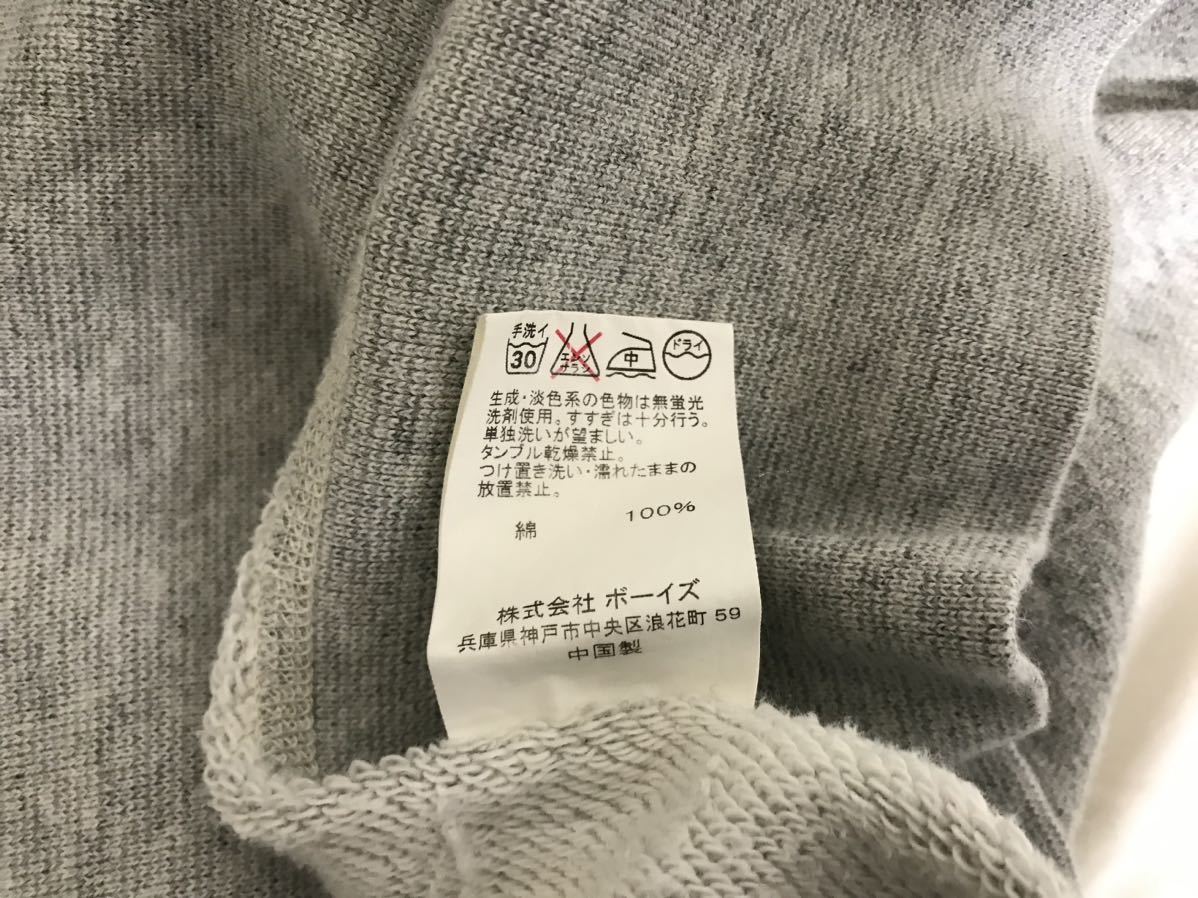 手洗イ
30 エンソ サラシ 中 ドライ
生成・淡色系の色物は無蛍光
洗剤使用。すすぎは十分行う。
単独洗いが望ましい。
タンブル乾燥禁止。
つけ置き洗い・濡れたままの
放置禁止。
綿 100%
株式会社 ボーイズ
兵庫県神戸市中央区浪花町 59
中国製